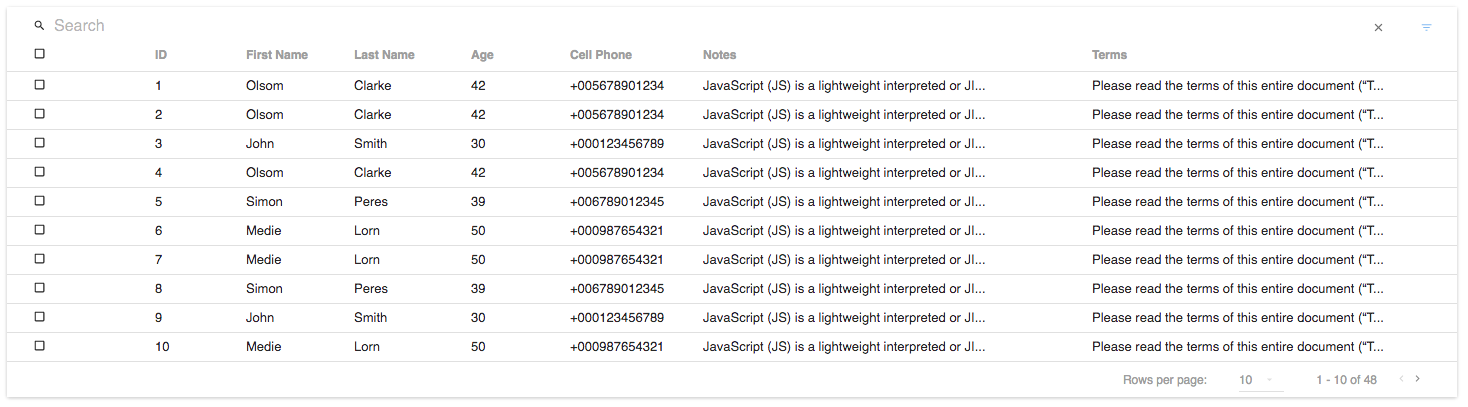 Search
ID First Name Last Name Age Cell Phone Notes Terms
1 Olsom Clarke 42 +005678901234 JavaScript (JS) is a lightweight interpreted or JI... Please read the terms of this entire document (“T...
2 Olsom Clarke 42 +005678901234 JavaScript (JS) is a lightweight interpreted or JI... Please read the terms of this entire document (“T...
3 John Smith 30 +000123456789 JavaScript (JS) is a lightweight interpreted or JI... Please read the terms of this entire document (“T...
4 Olsom Clarke 42 +005678901234 JavaScript (JS) is a lightweight interpreted or JI... Please read the terms of this entire document (“T...
5 Simon Peres 39 +006789012345 JavaScript (JS) is a lightweight interpreted or JI... Please read the terms of this entire document (“T...
6 Medie Lorn 50 +000987654321 JavaScript (JS) is a lightweight interpreted or JI... Please read the terms of this entire document (“T...
7 Medie Lorn 50 +000987654321 JavaScript (JS) is a lightweight interpreted or JI... Please read the terms of this entire document (“T...
8 Simon Peres 39 +006789012345 JavaScript (JS) is a lightweight interpreted or JI... Please read the terms of this entire document (“T...
9 John Smith 30 +000123456789 JavaScript (JS) is a lightweight interpreted or JI... Please read the terms of this entire document (“T...
10 Medie Lorn 50 +000987654321 JavaScript (JS) is a lightweight interpreted or JI... Please read the terms of this entire document (“T...
Rows per page: 10 1 - 10 of 48